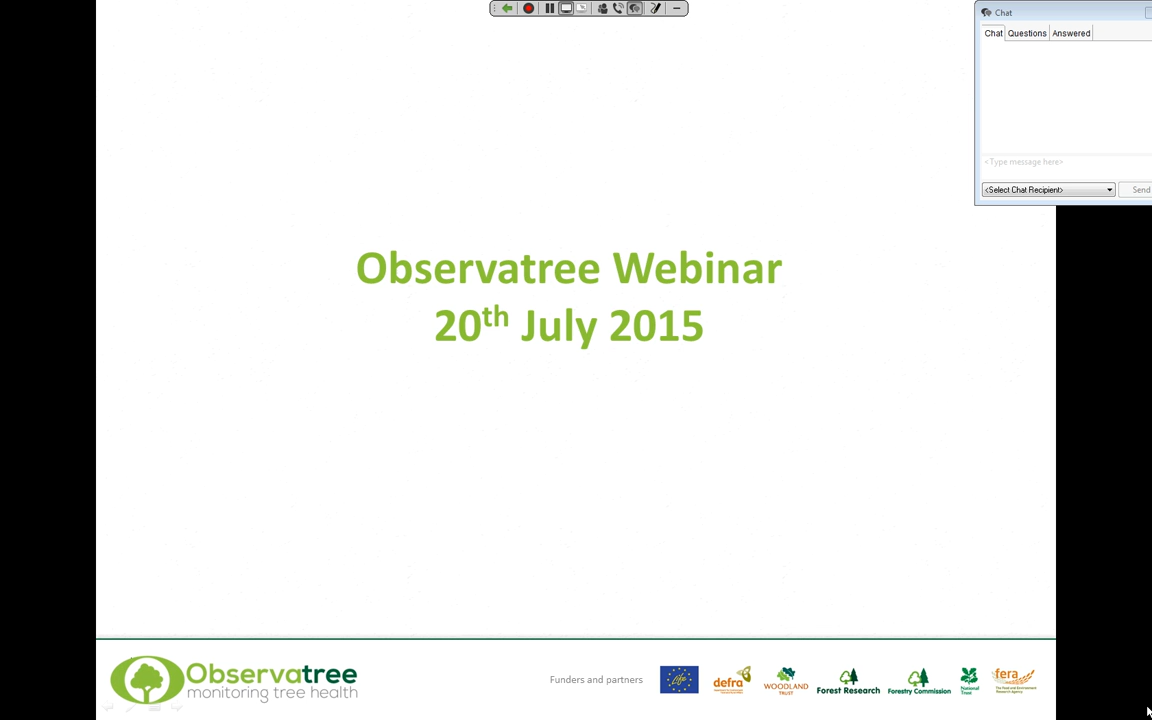 Chat
Chat Questions Answered
<Type message here>
<Select Chat Recipient>
Send
Observatree Webinar
20th July 2015
Observatree
monitoring tree health
Funders and partners
defra
WOODLAND
TRUST
Forest Research
Forestry Commission
National
Trust
fera